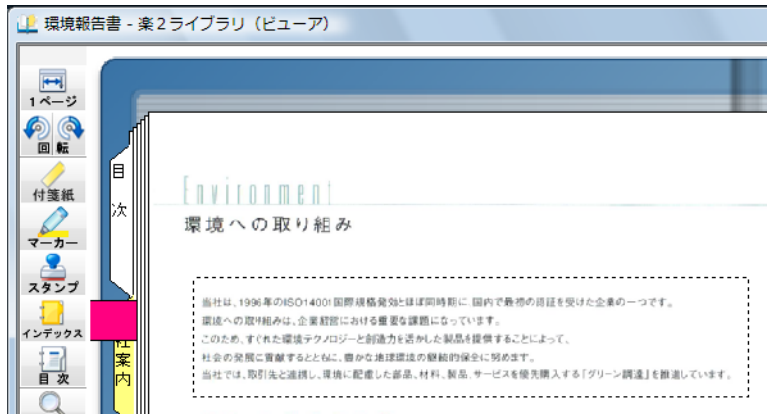 環境報告書 - 楽2ライブラリ（ビューア）
1ページ
回転
付箋紙
マーカー
スタンプ
インデックス
目次
目次
社案内
Environment
環境への取り組み
当社は、1996年のISO14001国際規格発効とほぼ同時期に、国内で最初の認証を受けた企業の一つです。
環境への取り組みは、企業経営における重要な課題になっています。
このため、すぐれた環境テクノロジーと創造力を活かした製品を提供することによって、
社会の発展に貢献するとともに、豊かな地球環境の継続的保全に努めます。
当社では、取引先と連携し、環境に配慮した部品、材料、製品、サービスを優先購入する「グリーン調達」を推進しています。